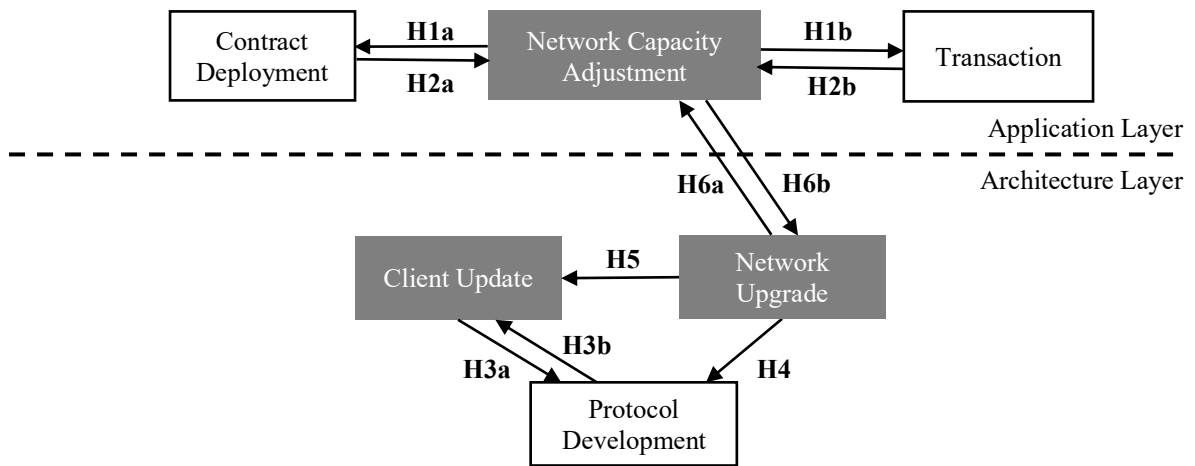 Contract
Deployment
H1a
H2a
Network Capacity
Adjustment
H1b
H2b
Transaction
Application Layer
Architecture Layer
H6a
H6b
Client Update
H5
Network
Upgrade
H3a
H3b
H4
Protocol
Development